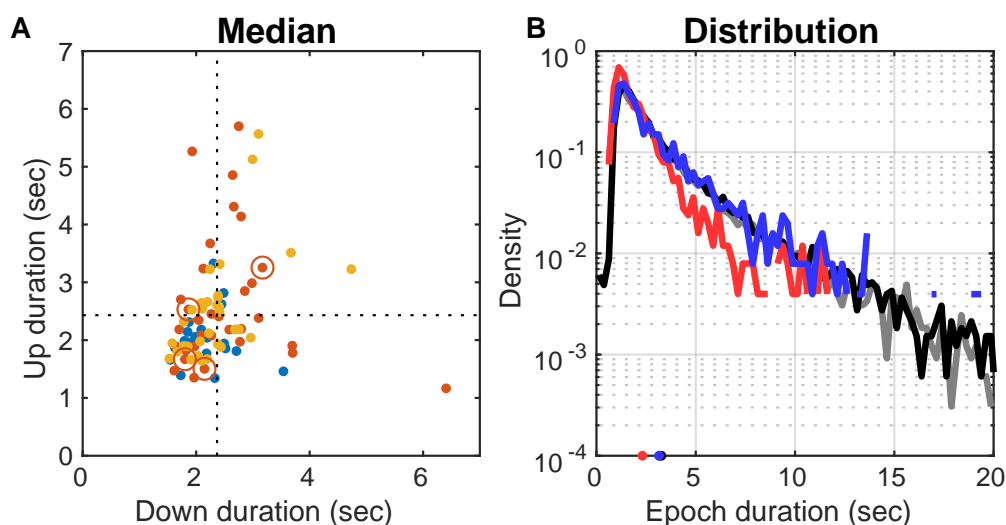 A
Median
7
6
5
4
3
2
1
0
Up duration (sec)
0
2
4
6
Down duration (sec)
B
Distribution
10^0
10^-1
10^-2
10^-3
10^-4
Density
0
5
10
15
20
Epoch duration (sec)